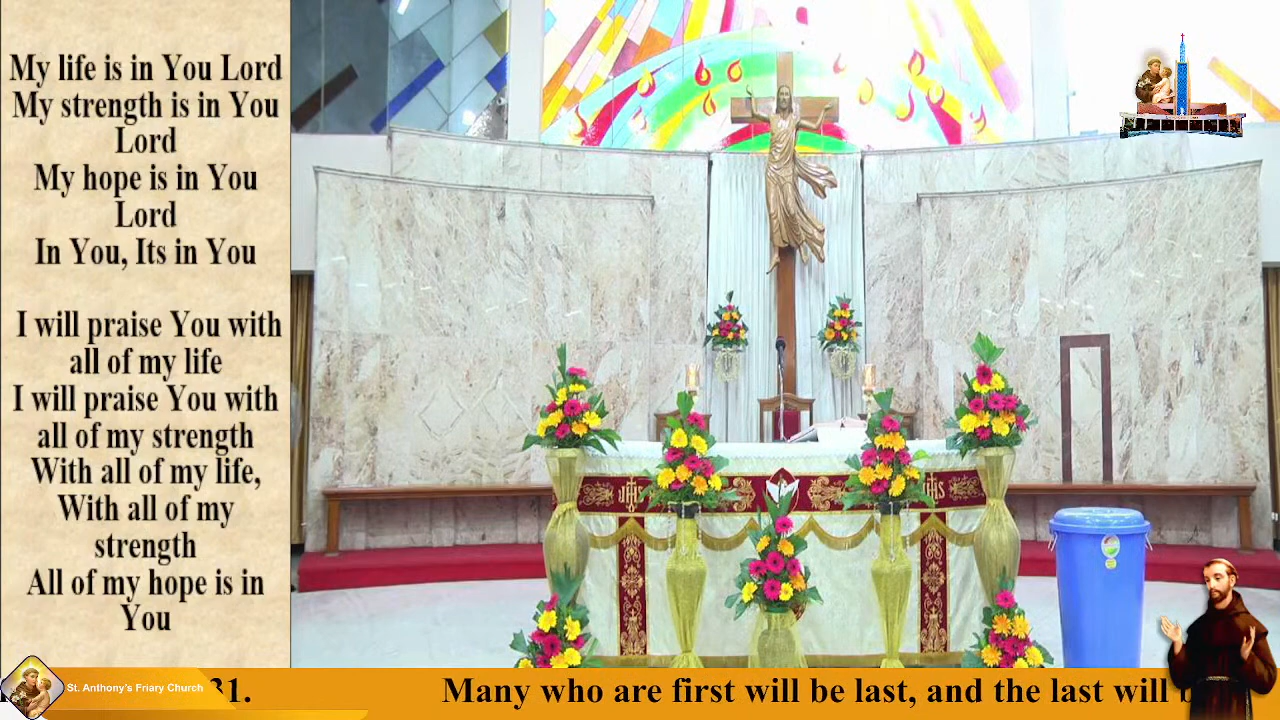 My life is in You Lord
My strength is in You
Lord
My hope is in You
Lord
In You, Its in You
I will praise You with
all of my life
I will praise You with
all of my strength
With all of my life,
With all of my
strength
All of my hope is in
You
JHS
IHS
St. Anthony's Friary Church
31.
Many who are first will be last, and the last will